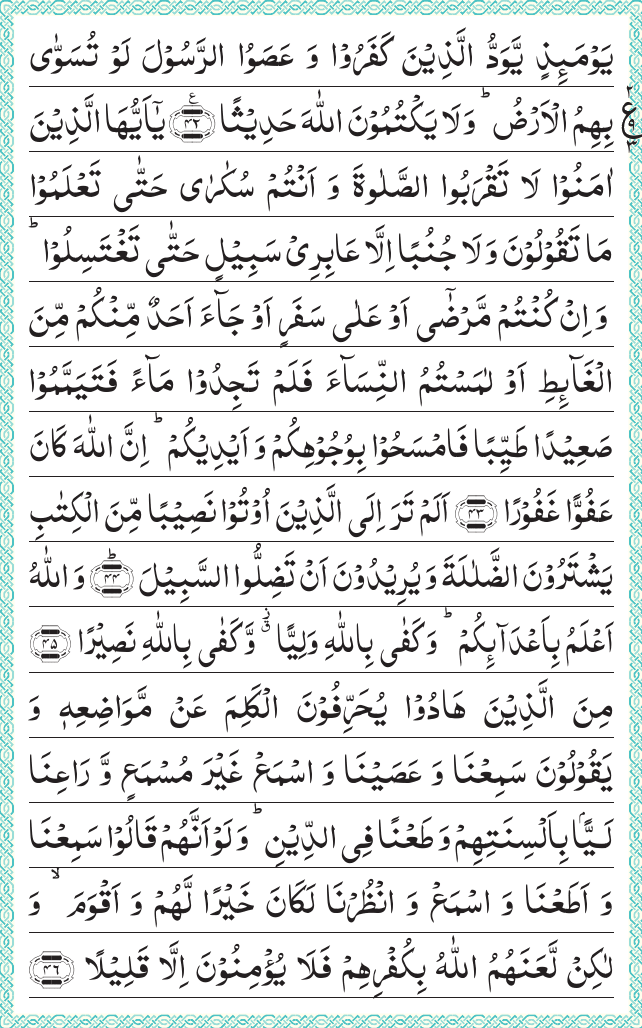 يَوْمَئِذٍ يَّوَدُّ الَّذِيْنَ كَفَرُوْا وَ عَصَوُا الرَّسُوْلَ لَوْ تُسَوّٰى
بِهِمُ الْاَرْضُ ؕ وَلَا يَكْتُمُوْنَ اللّٰهَ حَدِيْثًا ﴿۴۲﴾ يٰۤاَيُّهَا الَّذِيْنَ
اٰمَنُوْا لَا تَقْرَبُوا الصَّلٰوةَ وَ اَنْتُمْ سُكٰرٰى حَتّٰى تَعْلَمُوْا
مَا تَقُوْلُوْنَ وَلَا جُنُبًا اِلَّا عَابِرِىْ سَبِيْلٍ حَتّٰى تَغْتَسِلُوْا ؕ
وَ اِنْ كُنْتُمْ مَّرْضٰۤى اَوْ عَلٰى سَفَرٍ اَوْ جَآءَ اَحَدٌ مِّنْكُمْ مِّنَ
الْغَآئِطِ اَوْ لٰمَسْتُمُ النِّسَآءَ فَلَمْ تَجِدُوْا مَآءً فَتَيَمَّمُوْا
صَعِيْدًا طَيِّبًا فَامْسَحُوْا بِوُجُوْهِكُمْ وَ اَيْدِيْكُمْ ؕ اِنَّ اللّٰهَ كَانَ
عَفُوًّا غَفُوْرًا ﴿۴۳﴾ اَلَمْ تَرَ اِلَى الَّذِيْنَ اُوْتُوْا نَصِيْبًا مِّنَ الْكِتٰبِ
يَشْتَرُوْنَ الضَّلٰلَةَ وَ يُرِيْدُوْنَ اَنْ تَضِلُّوا السَّبِيْلَ ﴿ؕ۴۴﴾ وَ اللّٰهُ
اَعْلَمُ بِاَعْدَآئِكُمْ ؕ وَكَفٰى بِاللّٰهِ وَلِيًّا ٭ۗ وَّكَفٰى بِاللّٰهِ نَصِيْرًا ﴿۴۵﴾
مِنَ الَّذِيْنَ هَادُوْا يُحَرِّفُوْنَ الْكَلِمَ عَنْ مَّوَاضِعِهٖ وَ
يَقُوْلُوْنَ سَمِعْنَا وَ عَصَيْنَا وَ اسْمَعْ غَيْرَ مُسْمَعٍ وَّ رَاعِنَا
لَـيًّۢا بِاَلْسِنَتِهِمْ وَ طَعْنًا فِى الدِّيْنِ ؕ وَ لَوْ اَنَّهُمْ قَالُوْا سَمِعْنَا
وَ اَطَعْنَا وَ اسْمَعْ وَ انْظُرْنَا لَكَانَ خَيْرًا لَّهُمْ وَ اَقْوَمَ ۙ وَ
لٰكِنْ لَّعَنَهُمُ اللّٰهُ بِكُفْرِهِمْ فَلَا يُؤْمِنُوْنَ اِلَّا قَلِيْلًا ﴿۴۶﴾